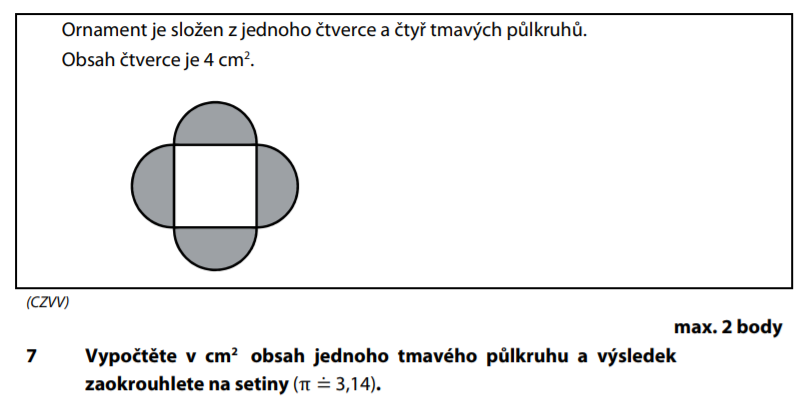 Ornament je složen z jednoho čtverce a čtyř tmavých půlkruhů.
Obsah čtverce je 4 cm².
(CZVV)
max. 2 body
7 Vypočtěte v cm² obsah jednoho tmavého půlkruhu a výsledek
zaokrouhlete na setiny (π ≐ 3,14).